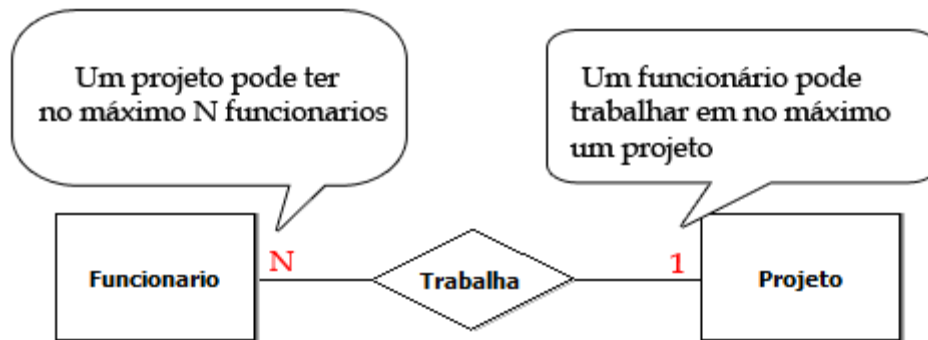 Um projeto pode ter
no máximo N funcionarios
Um funcionário pode
trabalhar em no máximo
um projeto
Funcionario
N
Trabalha
1
Projeto